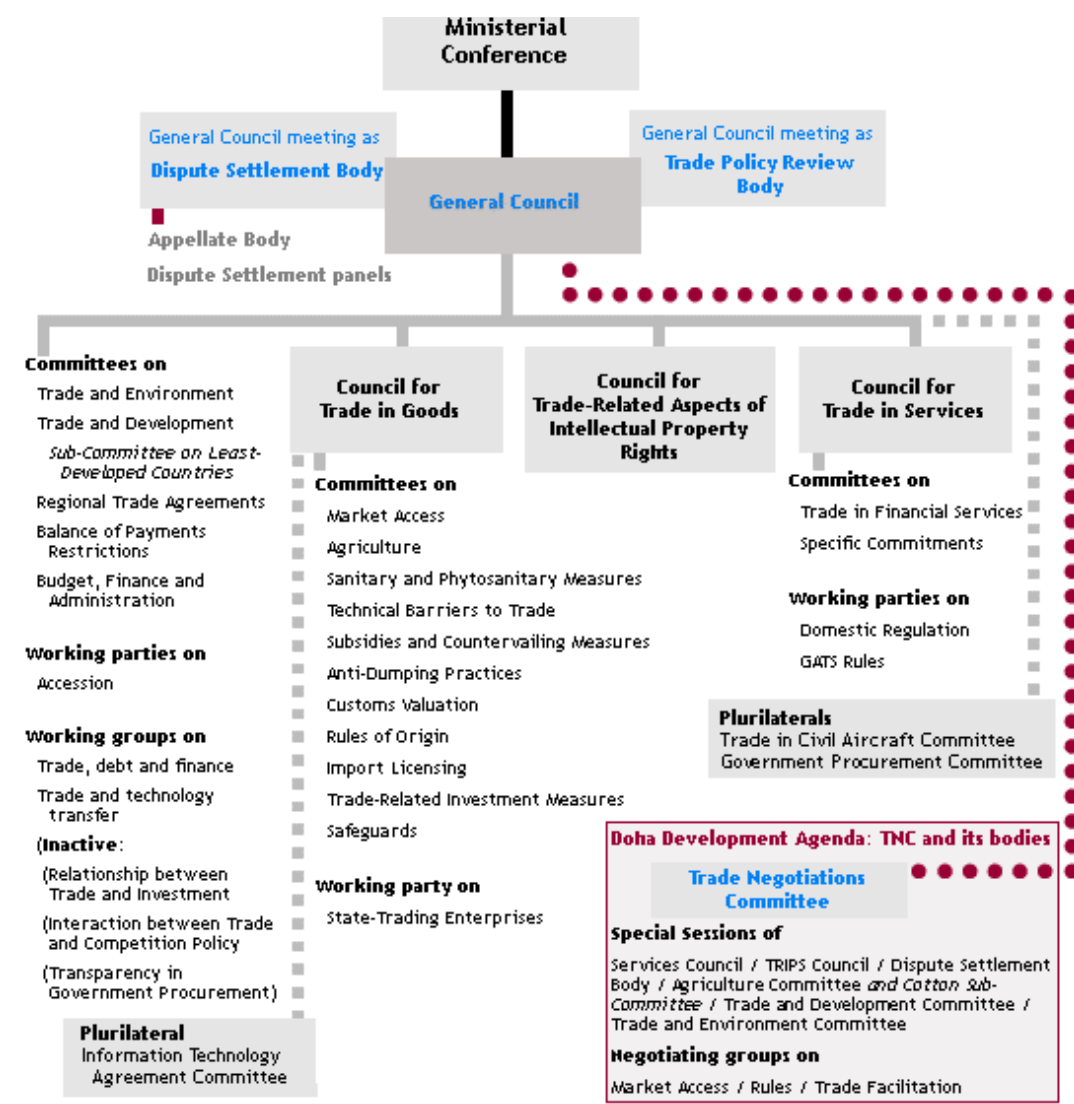 Ministerial
Conference
General Council meeting as
Dispute Settlement Body
General Council meeting as
Trade Policy Review
Body
General Council
Appellate Body
Dispute Settlement panels
Committees on
Trade and Environment
Trade and Development
Sub-Committee on Least-
Developed Countries
Regional Trade Agreements
Balance of Payments
Restrictions
Budget, Finance and
Administration
Working parties on
Accession
Working groups on
Trade, debt and finance
Trade and technology
transfer
(Inactive:
(Relationship between
Trade and Investment
(Interaction between Trade
and Competition Policy
(Transparency in
Government Procurement)
Plurilateral
Information Technology
Agreement Committee
Council for
Trade in Goods
Committees on
Market Access
Agriculture
Sanitary and Phytosanitary Measures
Technical Barriers to Trade
Subsidies and Countervailing Measures
Anti-Dumping Practices
Customs Valuation
Rules of Origin
Import Licensing
Trade-Related Investment Measures
Safeguards
Working party on
State-Trading Enterprises
Council for
Trade-Related Aspects of
Intellectual Property
Rights
Council for
Trade in Services
Committees on
Trade in Financial Services
Specific Commitments
Working parties on
Domestic Regulation
GATS Rules
Plurilaterals
Trade in Civil Aircraft Committee
Government Procurement Committee
Doha Development Agenda: TNC and its bodies
Trade Negotiations
Committee
Special Sessions of
Services Council / TRIPS Council / Dispute Settlement
Body / Agriculture Committee and Cotton Sub-
Committee / Trade and Development Committee /
Trade and Environment Committee
Negotiating groups on
Market Access / Rules / Trade Facilitation